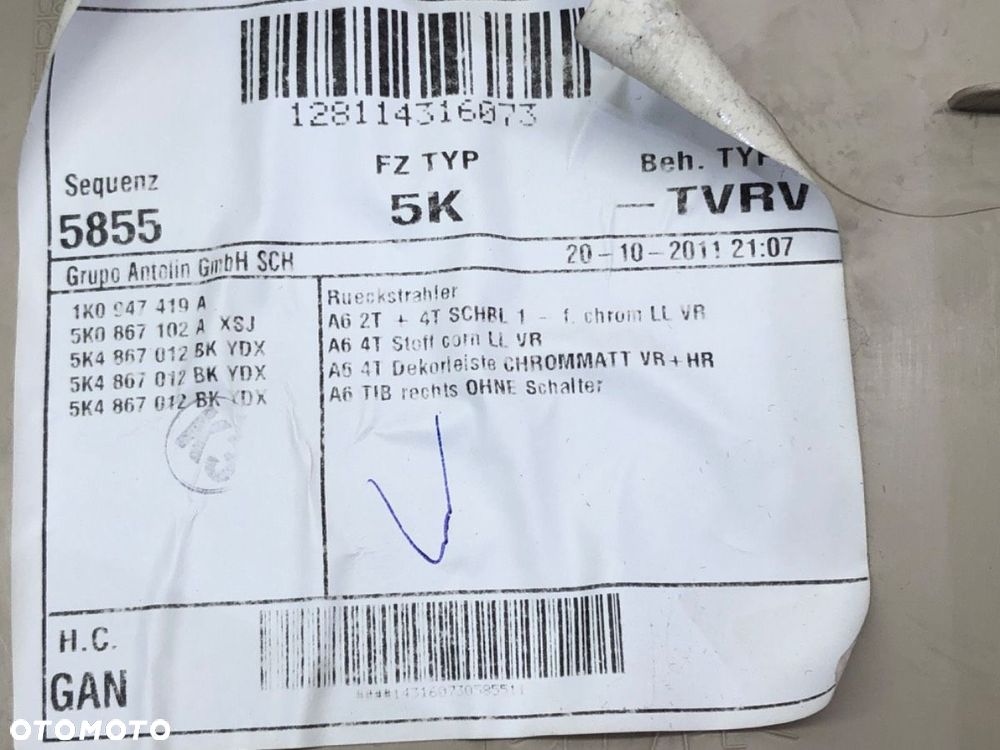 128114316073
FZ TYP
Beh. TYP
Sequenz
5K
TVRV
5855
20-10-2011 21:07
Grupo Antolin GmbH SCH
1K0 947 419 A
5K0 867 102 A XSJ
5K4 867 012 BK YDX
5K4 867 012 BK YDX
5K4 867 012 BK YDX
Rueckstrahler
A6 2T + 4T SCHBL 1 - f. chrom LL VR
A6 4T Stoff corn LL VR
A6 4T Dekorleiste CHROMMATT VR+HR
A6 TIB rechts OHNE Schalter
H.C.
GAN
OTOMOTO